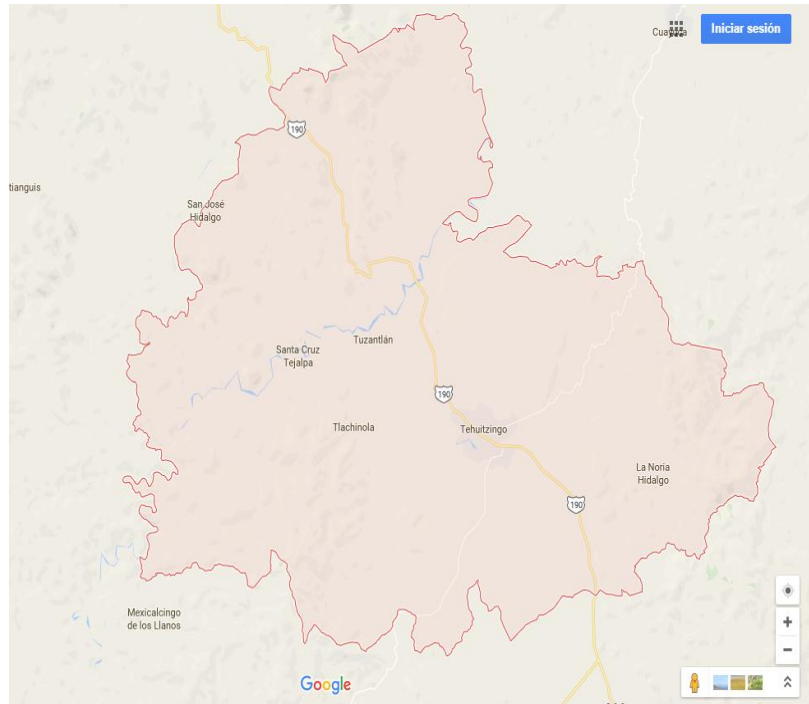 Iniciar sesión
190
tianguis
San José
Hidalgo
Tuzantlán
Santa Cruz
Tejalpa
190
Tlachinola
Tehuitzingo
La Noria
Hidalgo
190
Mexicalcingo
de los Llanos
Google